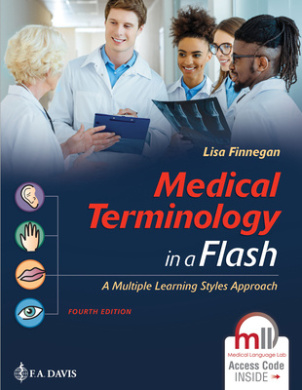 Lisa Finnegan
Medical
Terminology
in a Flash
A Multiple Learning Styles Approach
FOURTH EDITION
mll
Medical Language Lab
Access Code
INSIDE
F.A. DAVIS